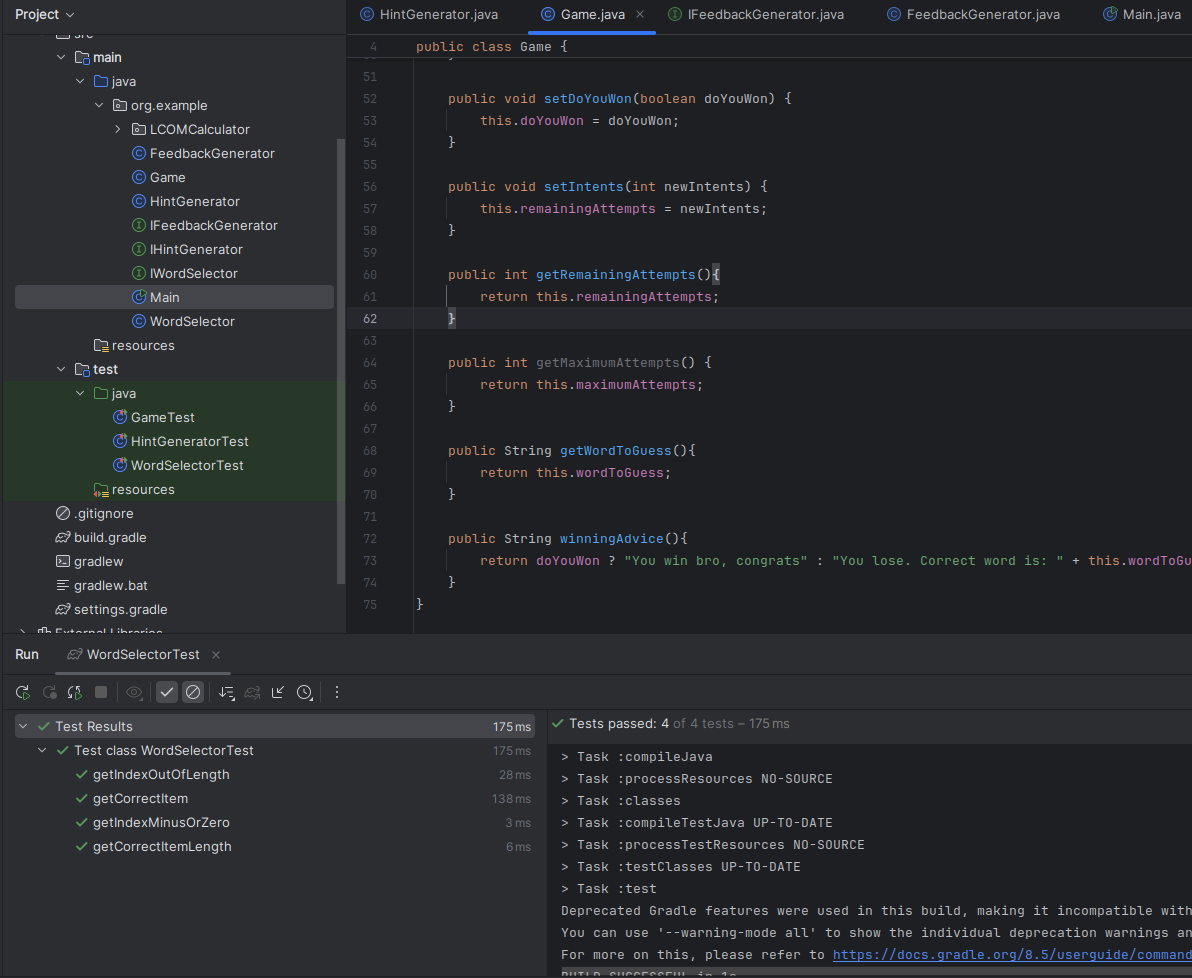 Project
HintGenerator.java
Game.java
IFeedbackGenerator.java
FeedbackGenerator.java
Main.java
src
main
java
org.example
LCOMCalculator
FeedbackGenerator
Game
HintGenerator
IFeedbackGenerator
IHintGenerator
IWordSelector
Main
WordSelector
resources
test
java
GameTest
HintGeneratorTest
WordSelectorTest
resources
.gitignore
build.gradle
gradlew
gradlew.bat
settings.gradle
External Libraries
4 public class Game {
51
52 public void setDoYouWon(boolean doYouWon) {
53 this.doYouWon = doYouWon;
54 }
55
56 public void setIntents(int newIntents) {
57 this.remainingAttempts = newIntents;
58 }
59
60 public int getRemainingAttempts(){
61 return this.remainingAttempts;
62 }
63
64 public int getMaximumAttempts() {
65 return this.maximumAttempts;
66 }
67
68 public String getWordToGuess(){
69 return this.wordToGuess;
70 }
71
72 public String winningAdvice(){
73 return doYouWon ? "You win bro, congrats" : "You lose. Correct word is: " + this.wordToGu
74 }
75 }
Run
WordSelectorTest
Test Results 175 ms
Test class WordSelectorTest 175 ms
getIndexOutOfLength 28 ms
getCorrectItem 138 ms
getIndexMinusOrZero 3 ms
getCorrectItemLength 6 ms
Tests passed: 4 of 4 tests – 175 ms
> Task :compileJava
> Task :processResources NO-SOURCE
> Task :classes
> Task :compileTestJava UP-TO-DATE
> Task :processTestResources NO-SOURCE
> Task :testClasses UP-TO-DATE
> Task :test
Deprecated Gradle features were used in this build, making it incompatible with
You can use '--warning-mode all' to show the individual deprecation warnings an
For more on this, please refer to https://docs.gradle.org/8.5/userguide/command
BUILD SUCCESSFUL in 1s